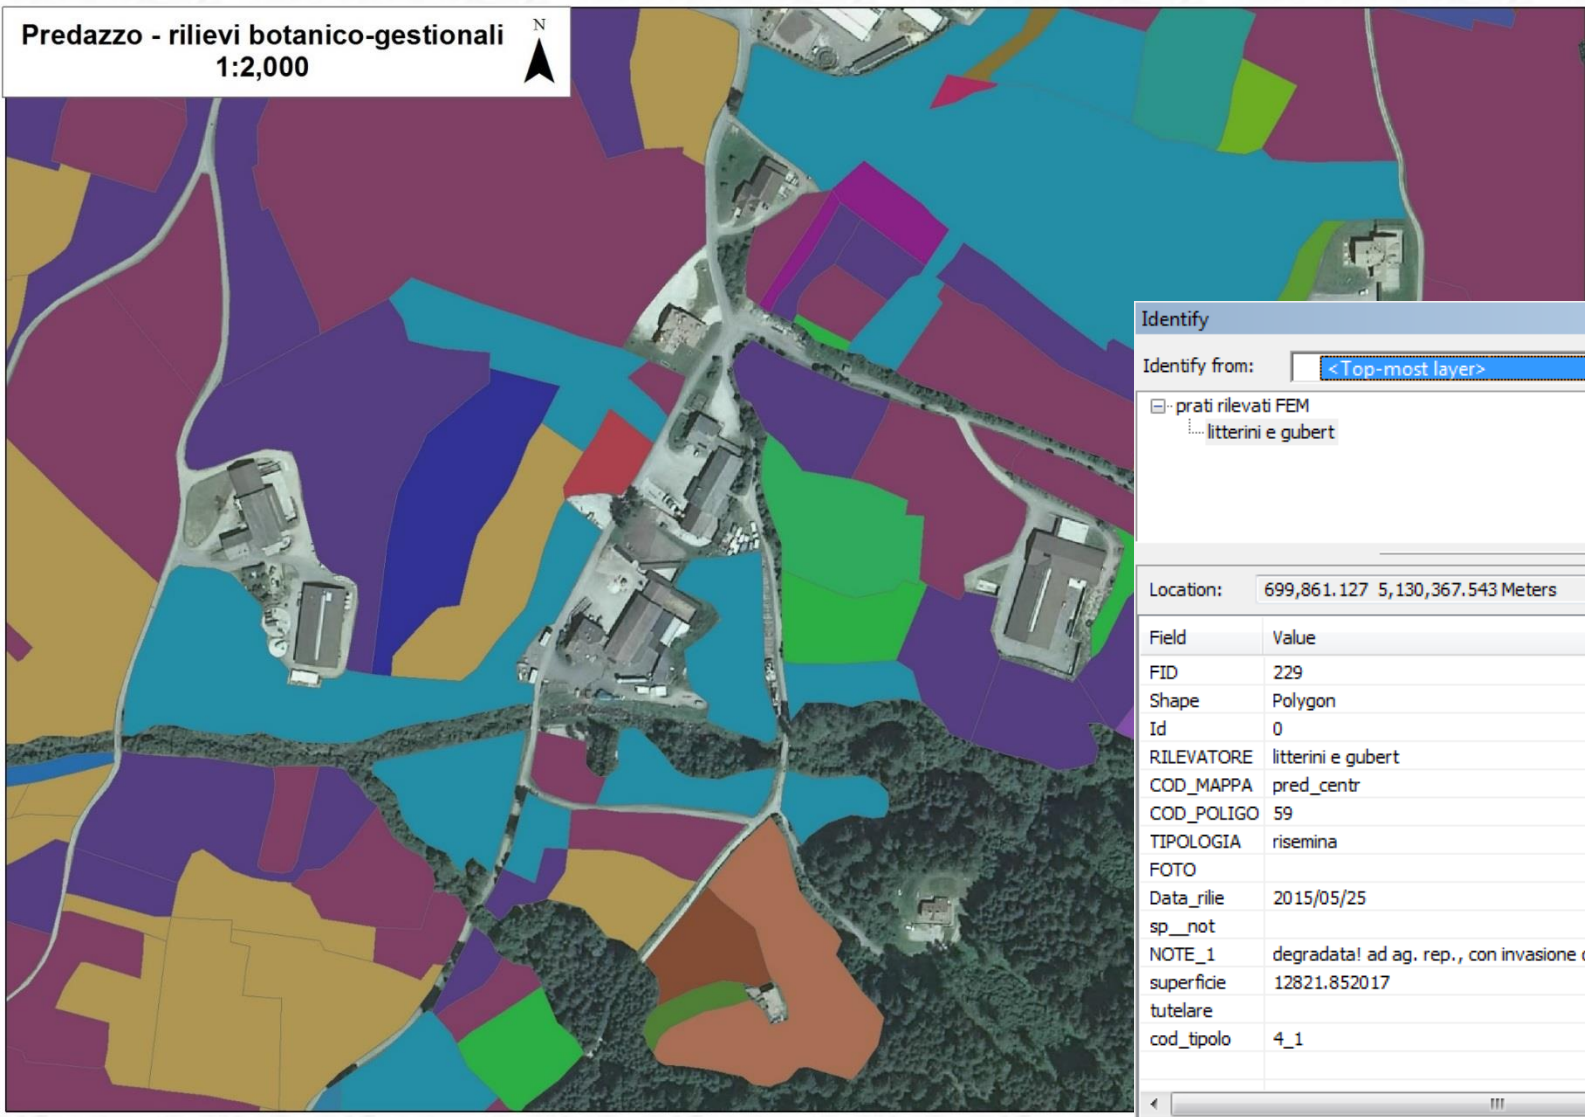 Predazzo - rilievi botanico-gestionali
1:2,000
N
Identify
Identify from: <Top-most layer>
prati rilevati FEM
litterini e gubert
Location: 699,861.127 5,130,367.543 Meters
Field Value
FID 229
Shape Polygon
Id 0
RILEVATORE litterini e gubert
COD_MAPPA pred_centr
COD_POLIGO 59
TIPOLOGIA risemina
FOTO
Data_rilie 2015/05/25
sp__not
NOTE_1 degradata! ad ag. rep., con invasione
superficie 12821.852017
tutelare
cod_tipolo 4_1